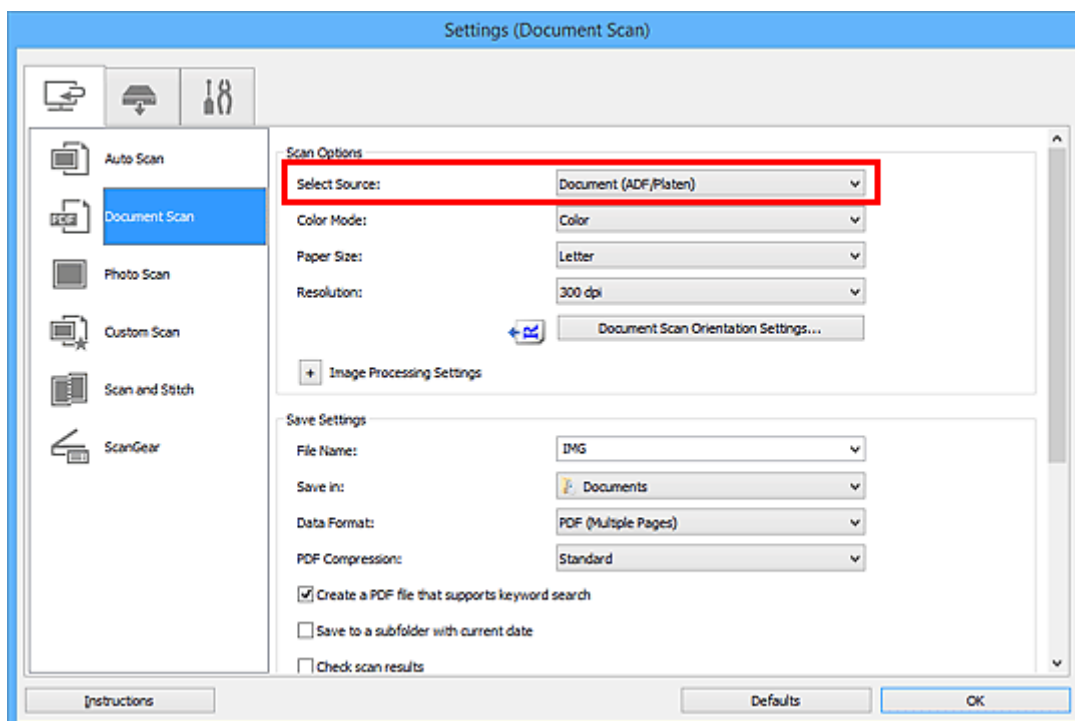 Settings (Document Scan)
Auto Scan
PDF
Document Scan
Photo Scan
Custom Scan
Scan and Stitch
ScanGear
Scan Options
Select Source: Document (ADF/Platen)
Color Mode: Color
Paper Size: Letter
Resolution: 300 dpi
R Document Scan Orientation Settings...
+ Image Processing Settings
Save Settings
File Name: IMG
Save in: Documents
Data Format: PDF (Multiple Pages)
PDF Compression: Standard
Create a PDF file that supports keyword search
Save to a subfolder with current date
Check scan results
Instructions Defaults OK